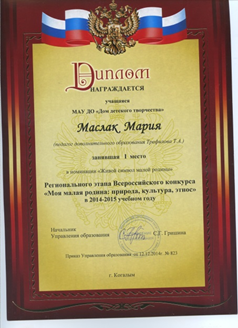 Диплом
НАГРАЖДАЕТСЯ
учащаяся
МАУ ДО «Дом детского творчества»
Маслак Мария
(педагог дополнительного образования Трифонова Т.А.)
занявшая I место
в номинации «Живой символ малой родины»
Регионального этапа Всероссийского конкурса
«Моя малая родина: природа, культура, этнос»
в 2014-2015 учебном году
Начальник
Управления образования
С.Г. Гришина
Приказ Управления образования от 12.12.2014г № 823
г. Когалым